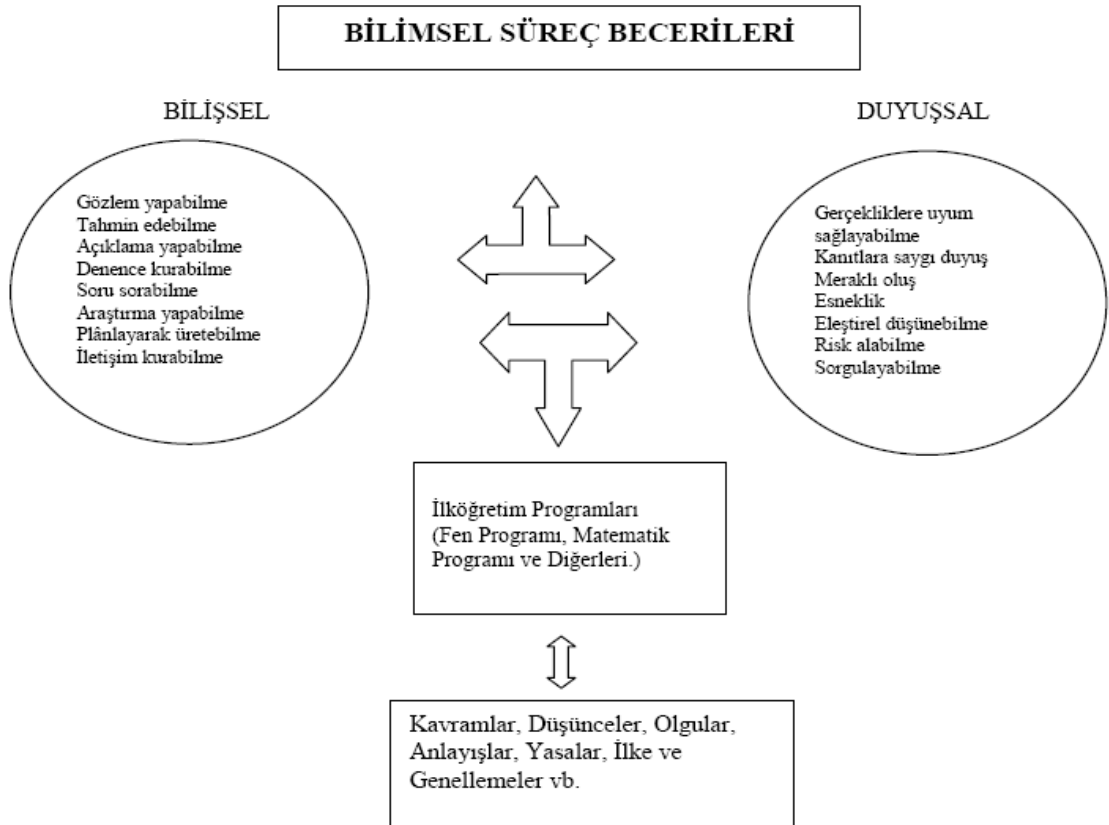 BİLİMSEL SÜREÇ BECERİLERİ
BİLİŞSEL
DUYUŞSAL
Gözlem yapabilme
Tahmin edebilme
Açıklama yapabilme
Denence kurabilme
Soru sorabilme
Araştırma yapabilme
Plânlayarak üretebilme
İletişim kurabilme
Gerçekliklere uyum
sağlayabilme
Kanıtlara saygı duyuş
Meraklı oluş
Esneklik
Eleştirel düşünebilme
Risk alabilme
Sorgulayabilme
İlköğretim Programları
(Fen Programı, Matematik
Programı ve Diğerleri.)
Kavramlar, Düşünceler, Olgular,
Anlayışlar, Yasalar, İlke ve
Genellemeler vb.